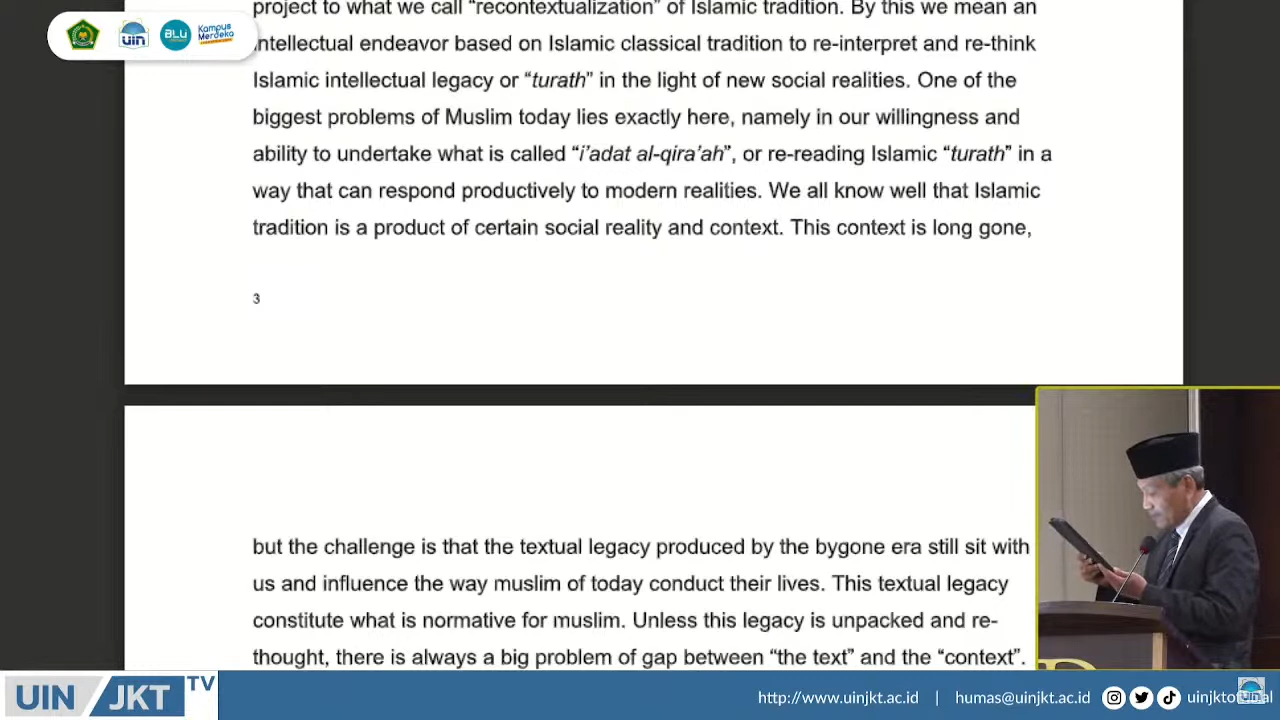 project to what we call “recontextualization” of Islamic tradition. By this we mean an
intellectual endeavor based on Islamic classical tradition to re-interpret and re-think
Islamic intellectual legacy or “turath” in the light of new social realities. One of the
biggest problems of Muslim today lies exactly here, namely in our willingness and
ability to undertake what is called “i’adat al-qira’ah”, or re-reading Islamic “turath” in a
way that can respond productively to modern realities. We all know well that Islamic
tradition is a product of certain social reality and context. This context is long gone,
3
but the challenge is that the textual legacy produced by the bygone era still sit with
us and influence the way muslim of today conduct their lives. This textual legacy
constitute what is normative for muslim. Unless this legacy is unpacked and re-
thought, there is always a big problem of gap between “the text” and the “context”.
uin
BLU
Kampus
Merdeka
UIN JKT TV
http://www.uinjkt.ac.id | humas@uinjkt.ac.id